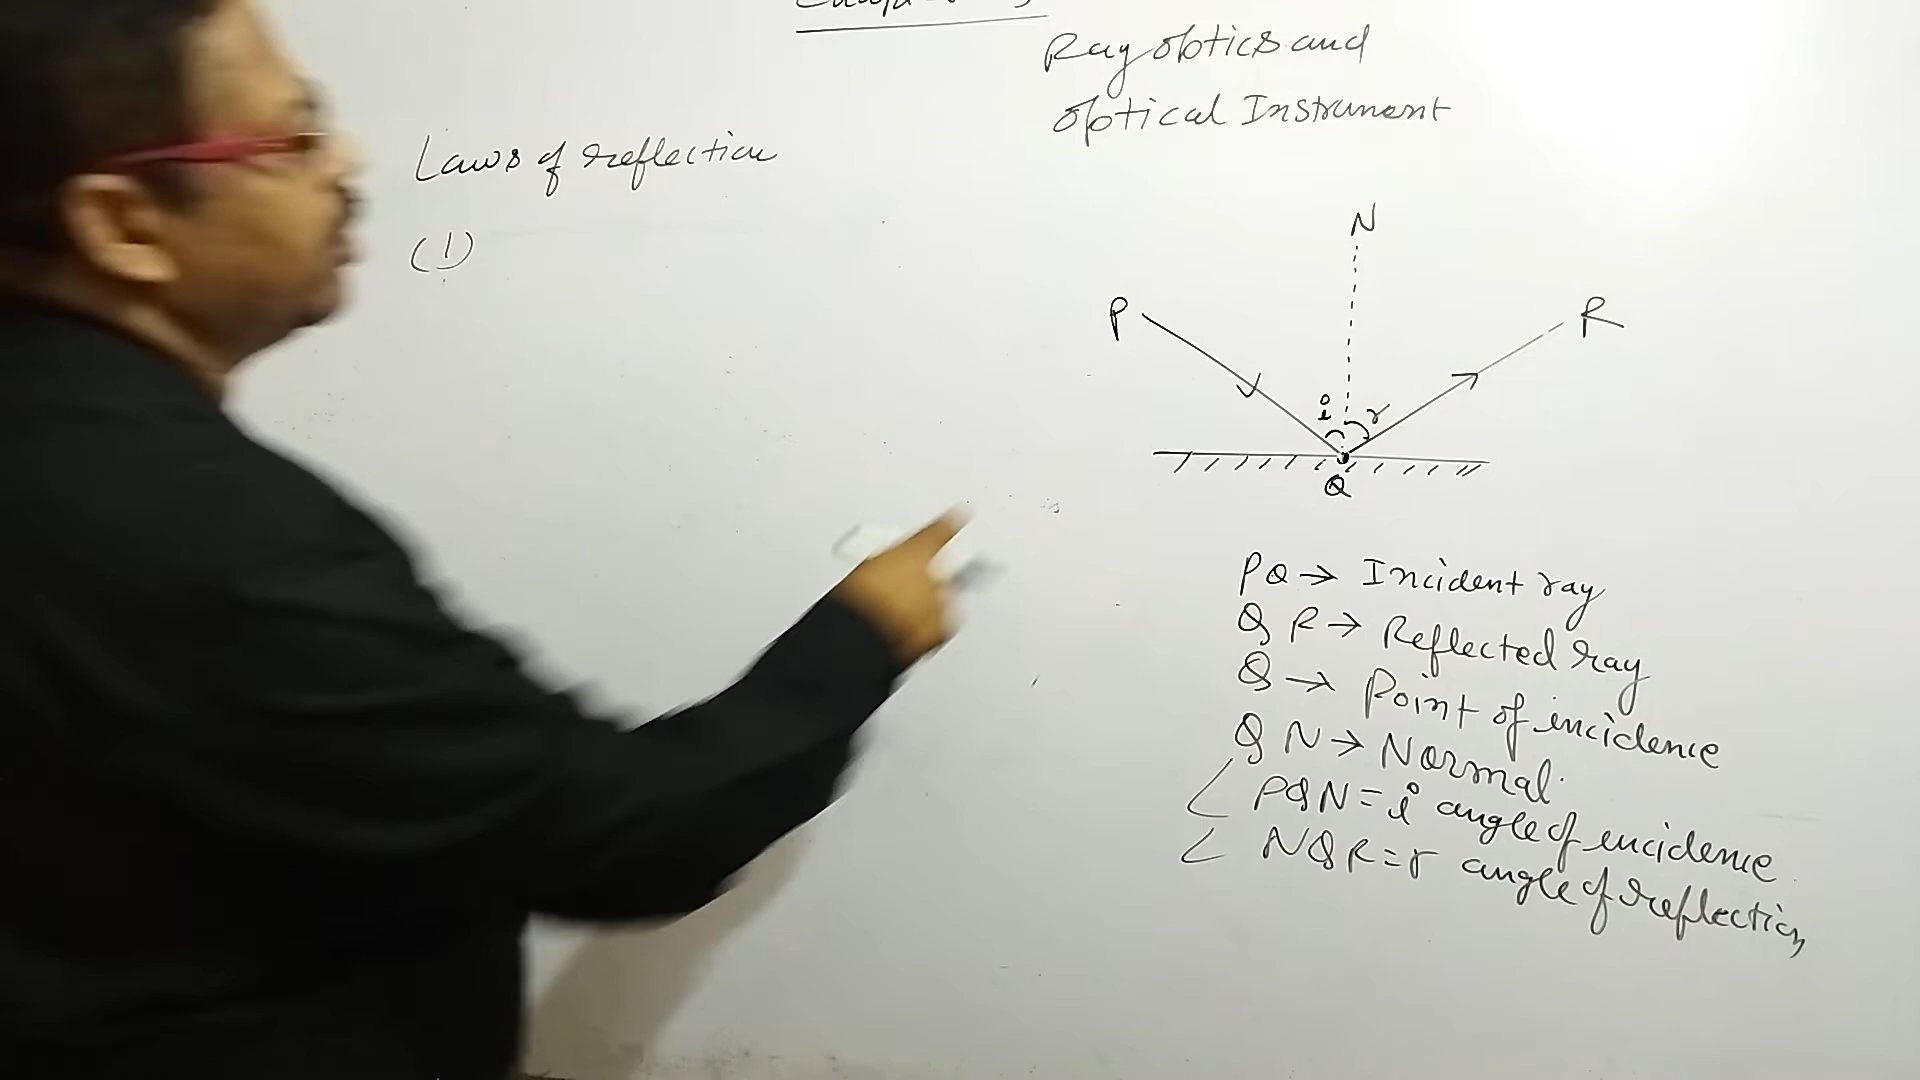 Ray optics and
optical Instrument
Laws of reflection
(1)
N
P
R
i
r
Q
PQ → Incident ray
QR → Reflected ray
Q → Point of incidence
QN → Normal
∠ PQN = i angle of incidence
∠ NQR = r angle of reflection